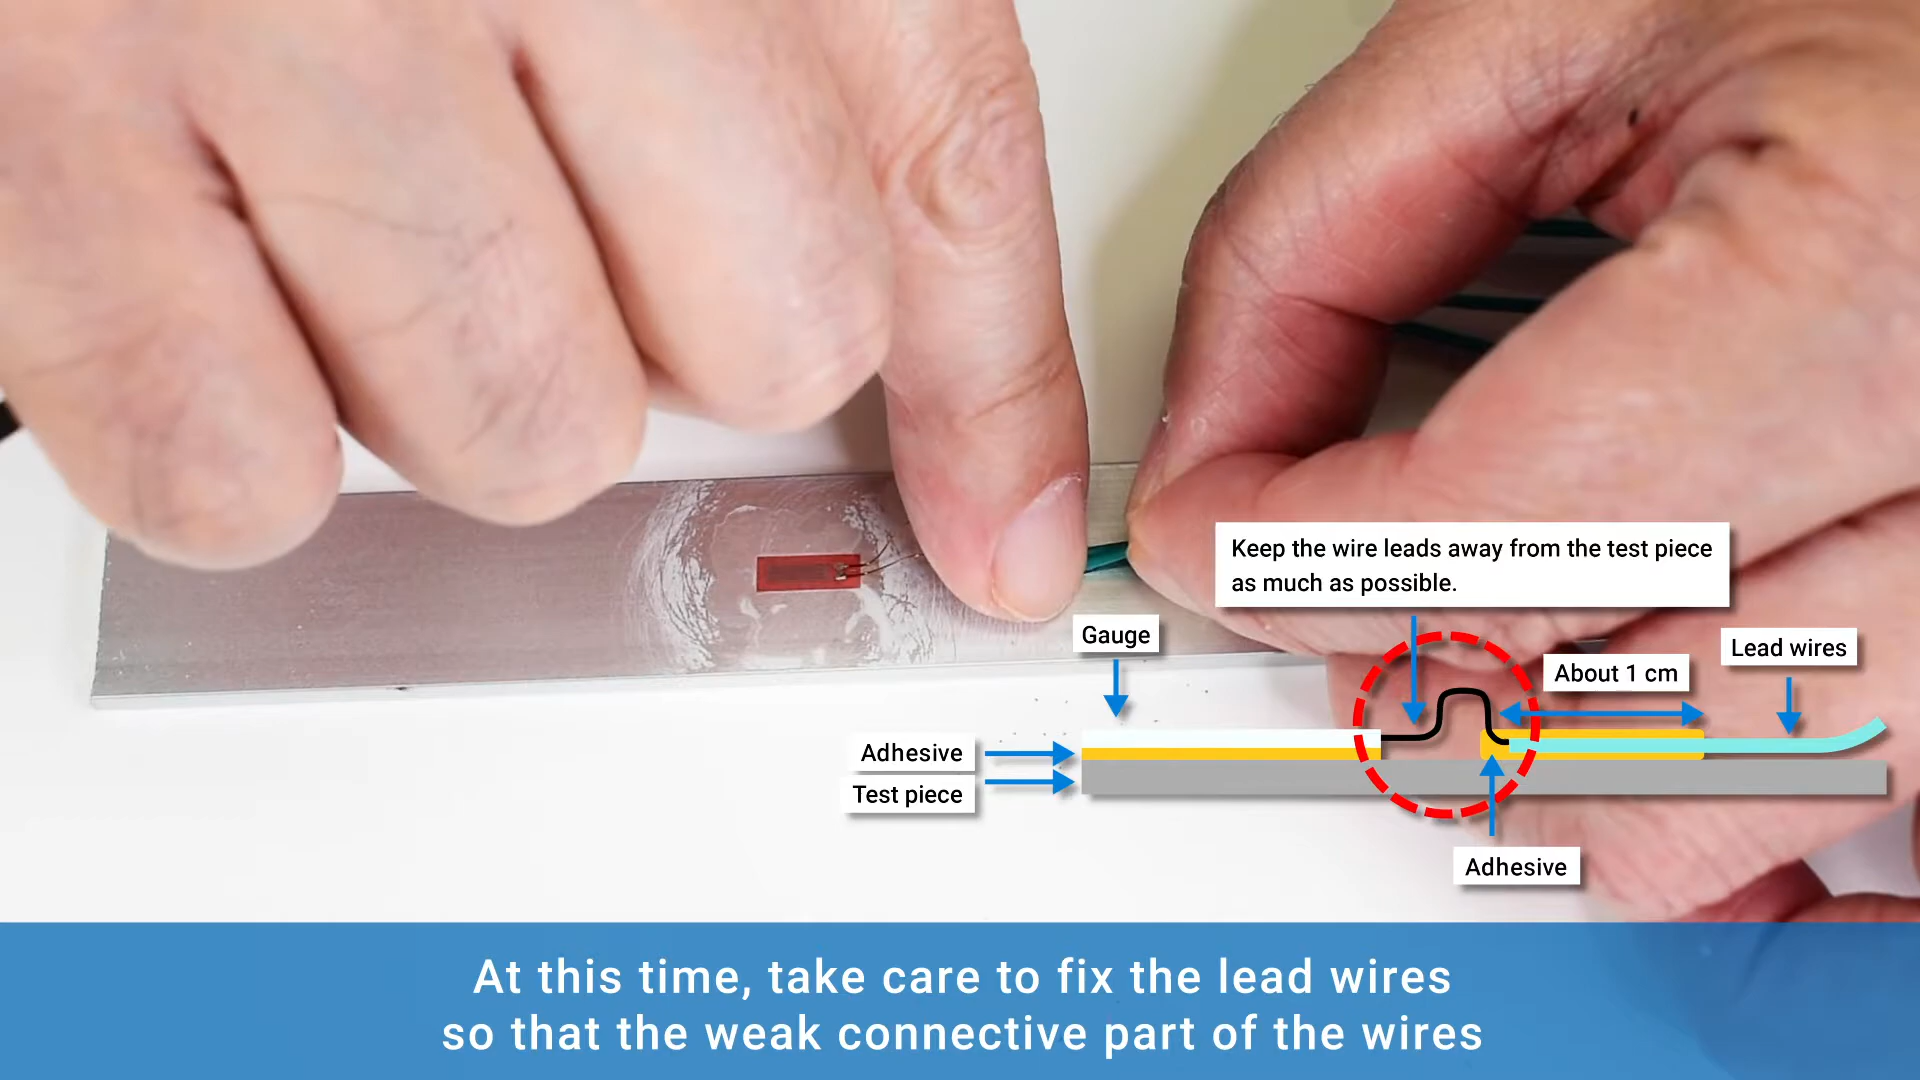 Keep the wire leads away from the test piece
as much as possible.
Gauge
Lead wires
About 1 cm
Adhesive
Test piece
Adhesive
At this time, take care to fix the lead wires
so that the weak connective part of the wires